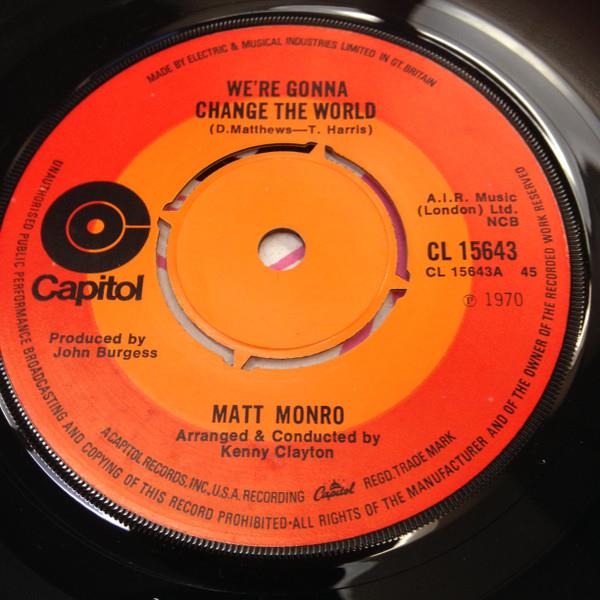 MADE BY ELECTRIC & MUSICAL INDUSTRIES LIMITED IN GT. BRITAIN
WE'RE GONNA
CHANGE THE WORLD
(D.Matthews—T. Harris)
A.I.R. Music
(London) Ltd.
NCB
CL 15643
CL 15643A 45
℗ 1970
Capitol
Produced by
John Burgess
MATT MONRO
Arranged & Conducted by
Kenny Clayton
A CAPITOL RECORDS, INC., U.S.A. RECORDING Capitol REGD. TRADE MARK
UNAUTHORISED PUBLIC PERFORMANCE BROADCASTING AND COPYING OF THIS RECORD PROHIBITED·ALL RIGHTS OF THE MANUFACTURER AND OF THE OWNER OF THE RECORDED WORK RESERVED